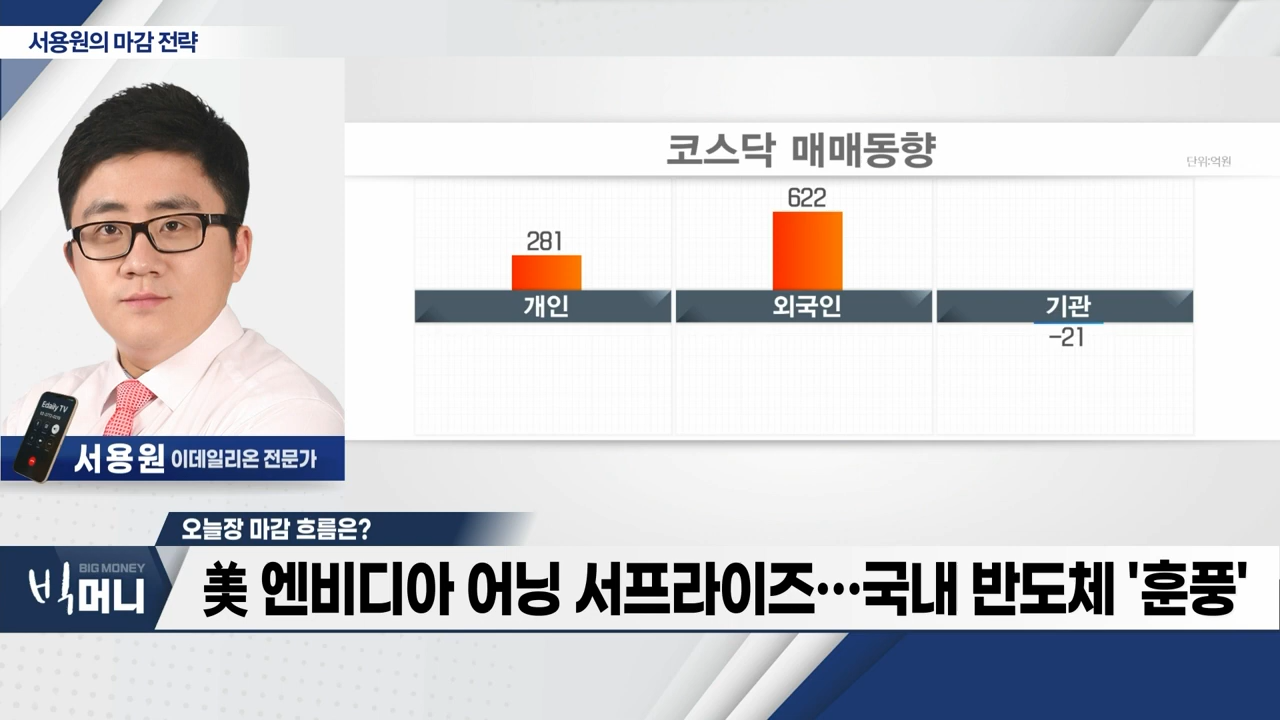 서용원의 마감 전략
코스닥 매매동향
단위:억원
281
622
개인
외국인
기관
-21
Edaily TV
서용원 이데일리온 전문가
오늘장 마감 흐름은?
BIG MONEY
빅머니
美 엔비디아 어닝 서프라이즈…국내 반도체 '훈풍'